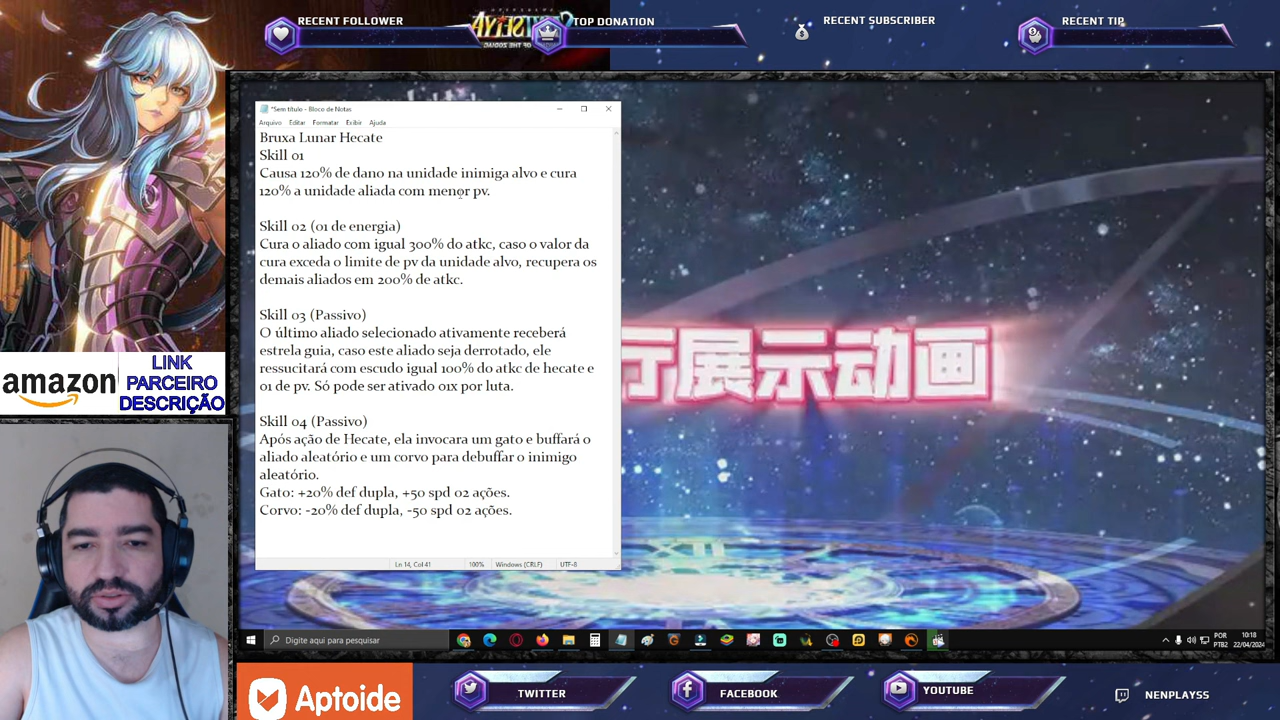 RECENT FOLLOWER
TOP DONATION
RECENT SUBSCRIBER
RECENT TIP
*Sem título - Bloco de Notas
Arquivo Editar Formatar Exibir Ajuda
Bruxa Lunar Hecate
Skill 01
Causa 120% de dano na unidade inimiga alvo e cura
120% a unidade aliada com menor pv.
Skill 02 (01 de energia)
Cura o aliado com igual 300% do atkc, caso o valor da
cura exceda o limite de pv da unidade alvo, recupera os
demais aliados em 200% de atkc.
Skill 03 (Passivo)
O último aliado selecionado ativamente receberá
estrela guia, caso este aliado seja derrotado, ele
ressucitará com escudo igual 100% do atkc de hecate e
01 de pv. Só pode ser ativado 01x por luta.
Skill 04 (Passivo)
Após ação de Hecate, ela invocara um gato e buffará o
aliado aleatório e um corvo para debuffar o inimigo
aleatório.
Gato: +20% def dupla, +50 spd 02 ações.
Corvo: -20% def dupla, -50 spd 02 ações.
Ln 14, Col 41 100% Windows (CRLF) UTF-8
行展示动画
amazon
LINK
PARCEIRO
DESCRIÇÃO
Digite aqui para pesquisar
POR
PTB2
10:18
22/04/2024
Aptoide
TWITTER
FACEBOOK
YOUTUBE
NENPLAYSS